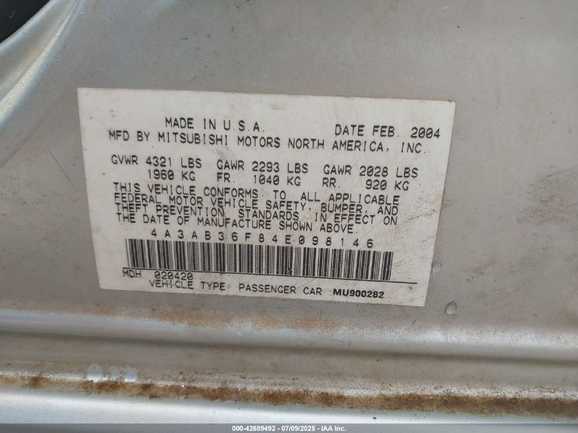 MADE IN U.S.A. DATE FEB. 2004
MFD BY MITSUBISHI MOTORS NORTH AMERICA, INC.
GVWR 4321 LBS GAWR 2293 LBS GAWR 2028 LBS
1960 KG FR. 1040 KG RR. 920 KG
THIS VEHICLE CONFORMS TO ALL APPLICABLE
FEDERAL MOTOR VEHICLE SAFETY, BUMPER, AND
THEFT PREVENTION STANDARDS IN EFFECT ON
THE DATE OF MANUFACTURE SHOWN ABOVE
4A3AB36F84E098146
MDH 020420
VEHICLE TYPE: PASSENGER CAR MU900282
000-42689492 - 07/09/2025 - IAA Inc.